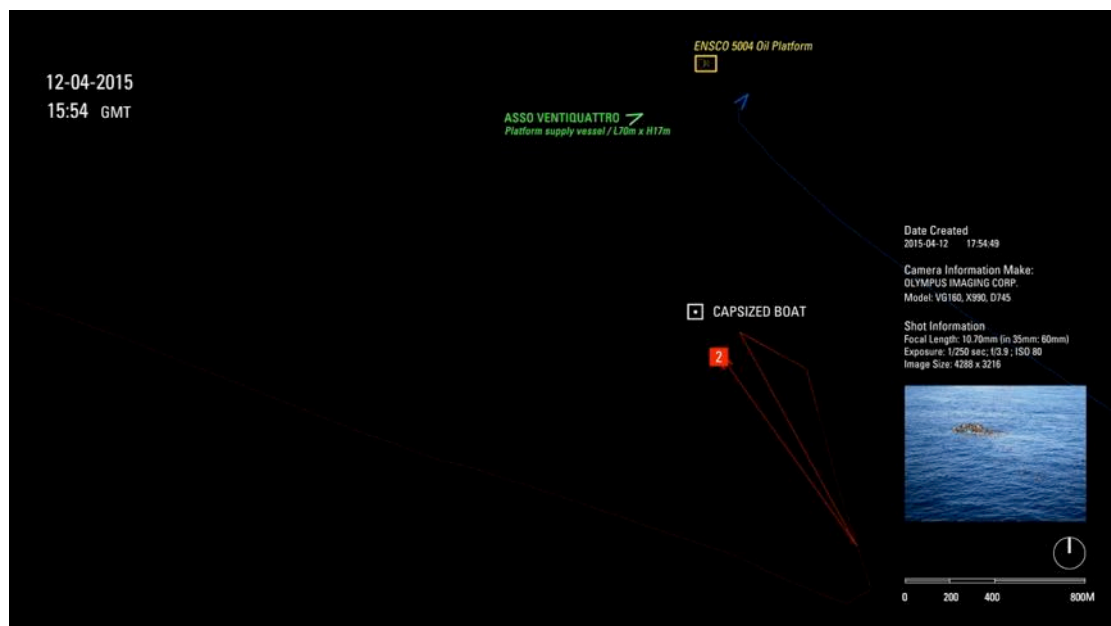 12-04-2015
15:54 GMT
ENSCO 5004 Oil Platform
ASSO VENTIQUATTRO
Platform supply vessel / L70m x H17m
Date Created
2015-04-12 17:54:49
Camera Information Make:
OLYMPUS IMAGING CORP.
Model: VG160, X990, D745
CAPSIZED BOAT
2
Shot Information
Focal Length: 10.70mm (in 35mm: 60mm)
Exposure: 1/250 sec; f/3.9 ; ISO 80
Image Size: 4288 x 3216
0 200 400 800M